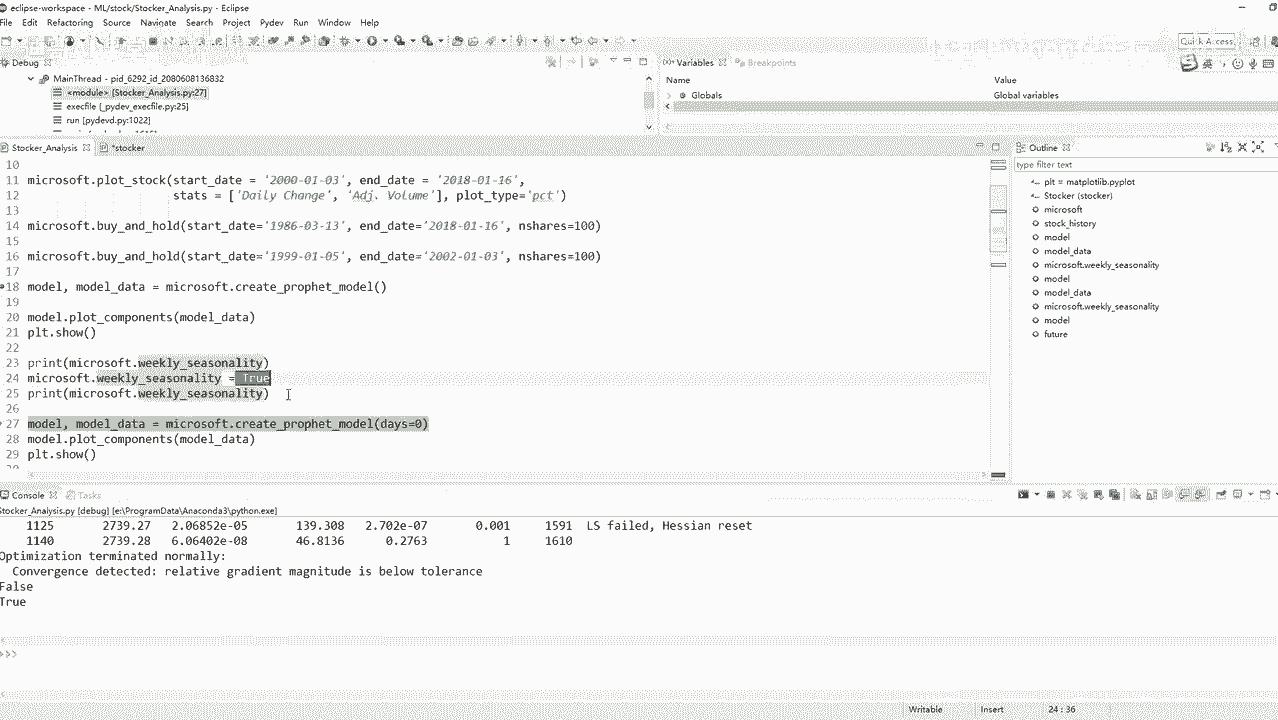 eclipse-workspace - ML/stock/Stocker_Analysis.py - Eclipse
File Edit Refactoring Source Navigate Search Project Pydev Run Window Help
Quick Access
Debug
MainThread - pid_6292_id_2080608136832
<module> [Stocker_Analysis.py:27]
execfile [_pydev_execfile.py:25]
run [pydevd.py:1022]
Variables Breakpoints
Name Value
Globals Global variables
Stocker_Analysis *stocker
10
11 microsoft.plot_stock(start_date = '2000-01-03', end_date = '2018-01-16',
12 stats = ['Daily Change', 'Adj. Volume'], plot_type='pct')
13
14 microsoft.buy_and_hold(start_date='1986-03-13', end_date='2018-01-16', nshares=100)
15
16 microsoft.buy_and_hold(start_date='1999-01-05', end_date='2002-01-03', nshares=100)
17
18 model, model_data = microsoft.create_prophet_model()
19
20 model.plot_components(model_data)
21 plt.show()
22
23 print(microsoft.weekly_seasonality)
24 microsoft.weekly_seasonality = True
25 print(microsoft.weekly_seasonality)
26
27 model, model_data = microsoft.create_prophet_model(days=0)
28 model.plot_components(model_data)
29 plt.show()
Outline
type filter text
plt = matplotlib.pyplot
Stocker (stocker)
microsoft
stock_history
model
model_data
microsoft.weekly_seasonality
model
model_data
microsoft.weekly_seasonality
model
future
Console Tasks
Stocker_Analysis.py [debug] [e:\ProgramData\Anaconda3\python.exe]
1125 2739.27 2.06852e-05 139.308 2.702e-07 0.001 1591 LS failed, Hessian reset
1140 2739.28 6.06402e-08 46.8136 0.2763 1 1610
Optimization terminated normally:
Convergence detected: relative gradient magnitude is below tolerance
False
True
>>>
Writable Insert 24 : 36